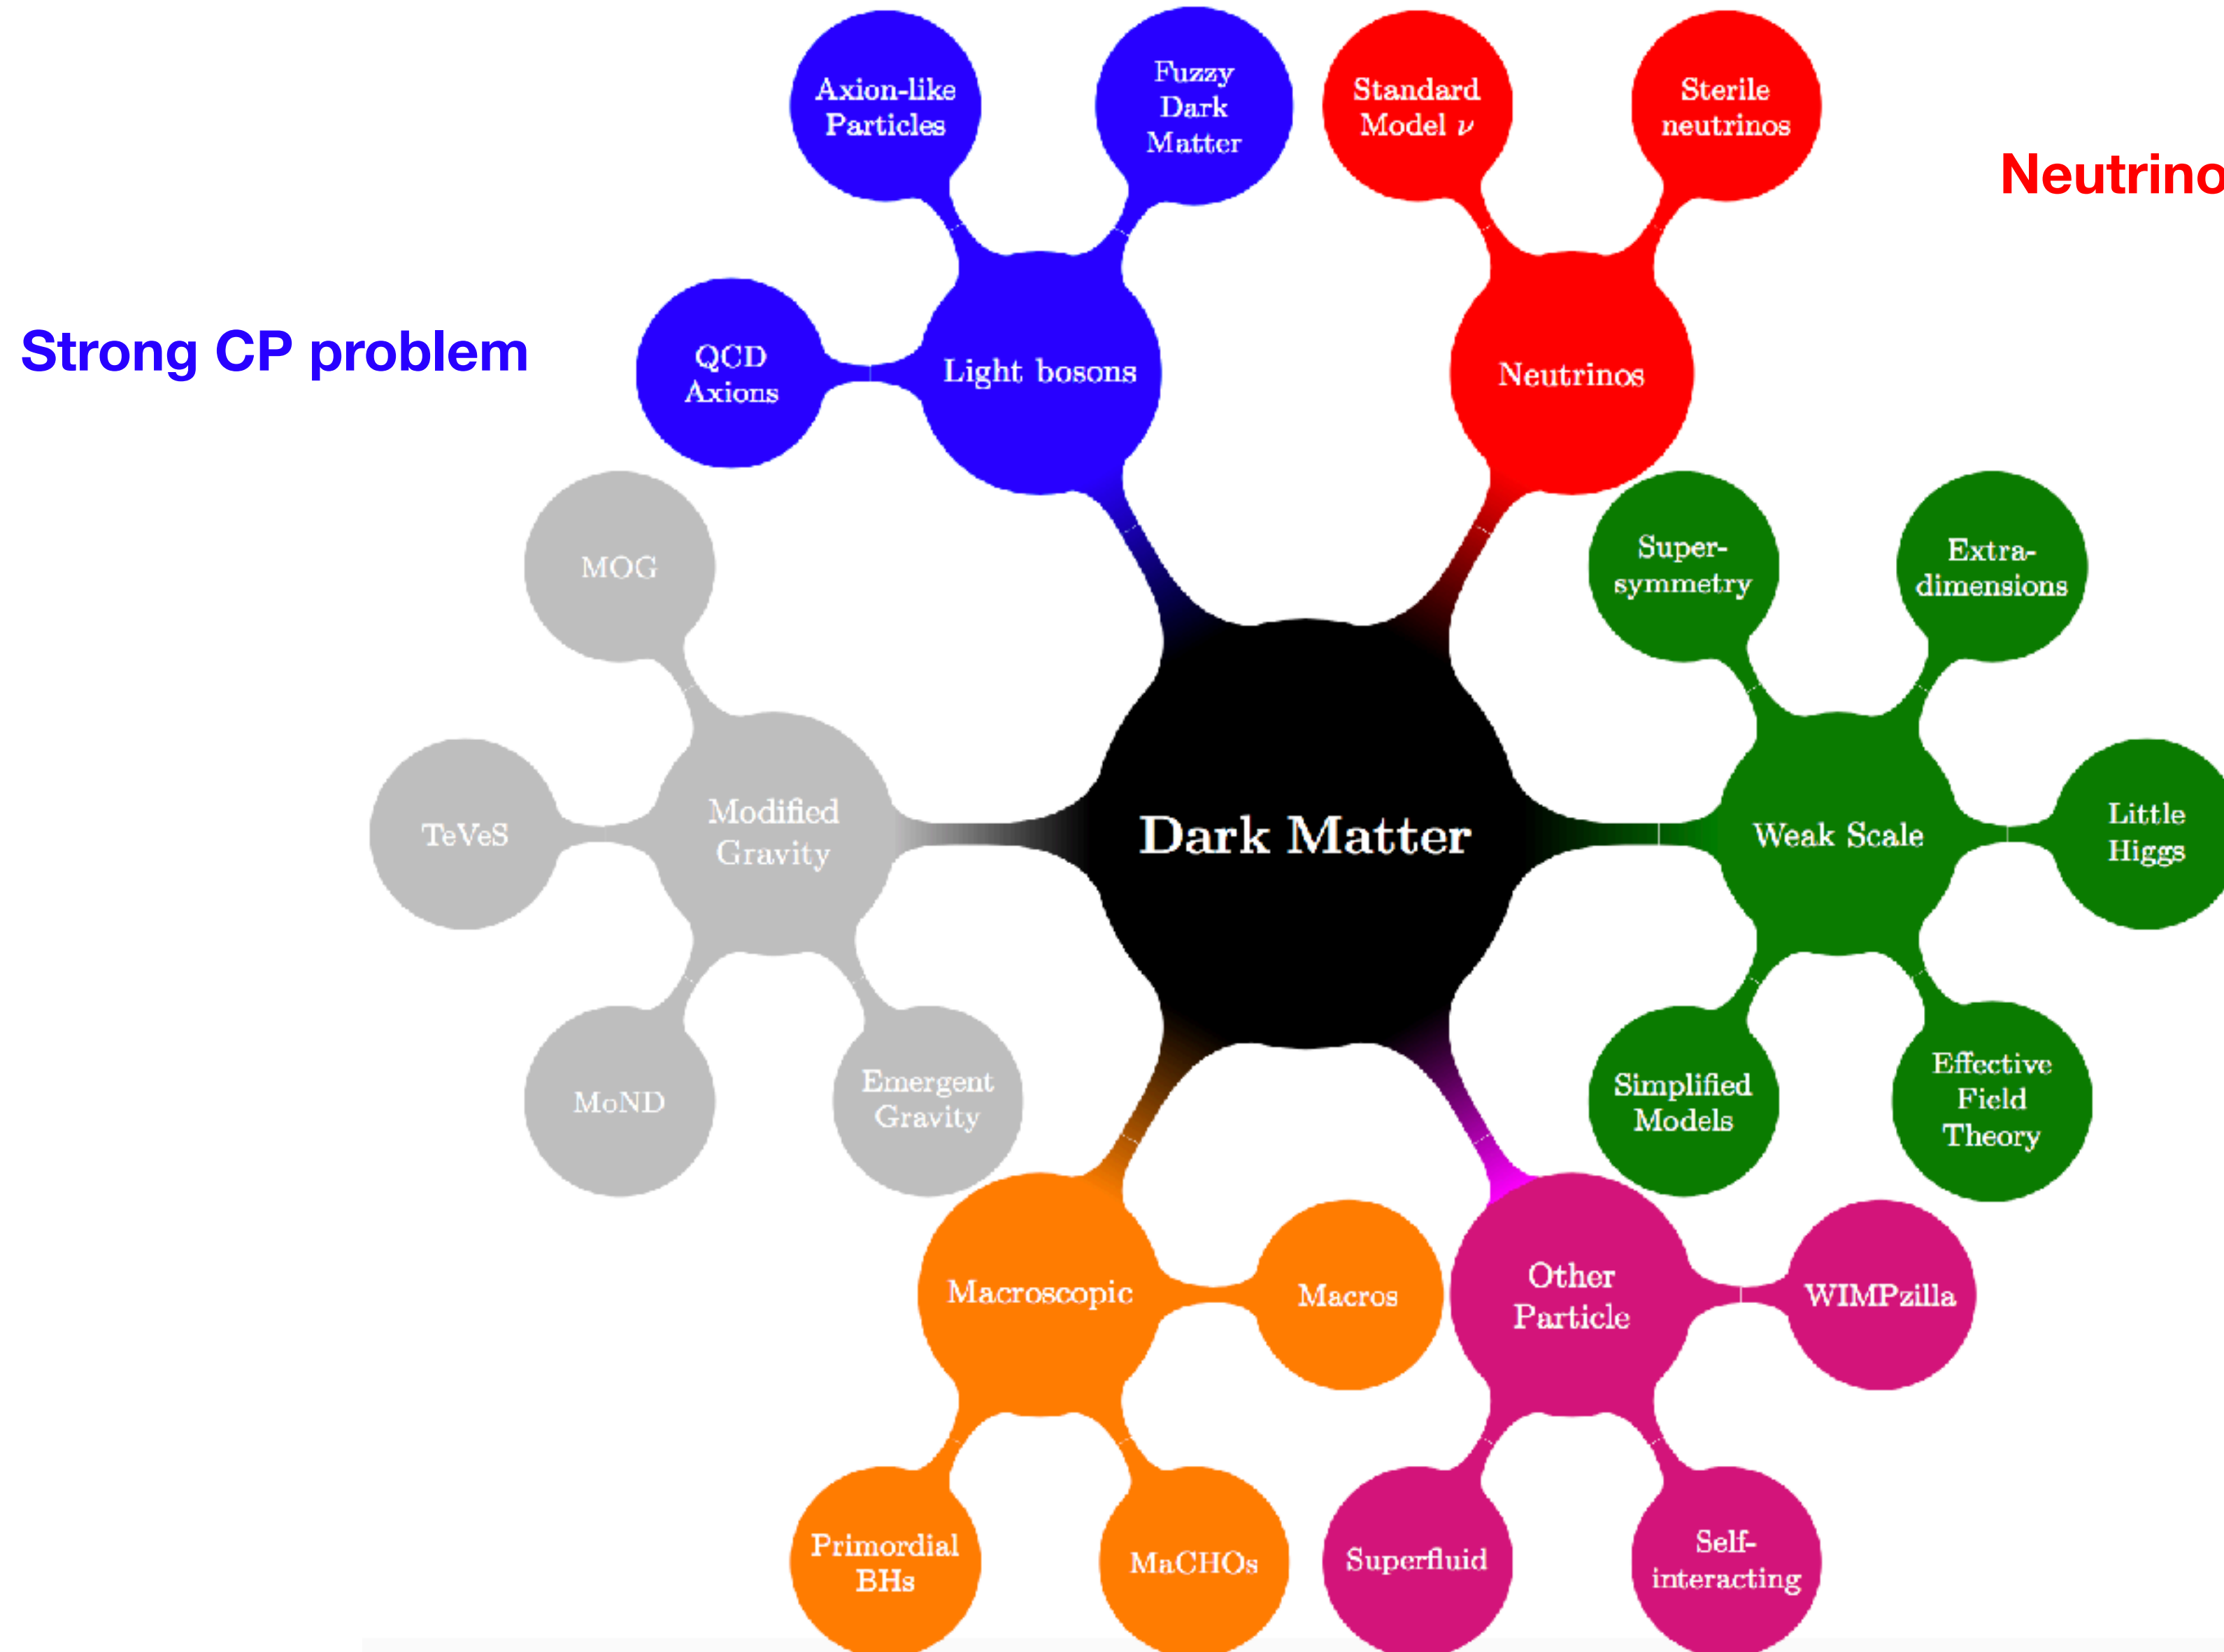 Axion-like
Particles
Fuzzy
Dark
Matter
Standard
Model ν
Sterile
neutrinos
Neutrino
Strong CP problem
QCD
Axions
Light bosons
Neutrinos
MOG
Super-
symmetry
Extra-
dimensions
TeVeS
Modified
Gravity
Dark Matter
Weak Scale
Little
Higgs
MoND
Emergent
Gravity
Simplified
Models
Effective
Field
Theory
Macroscopic
Macros
Other
Particle
WIMPzilla
Primordial
BHs
MaCHOs
Superfluid
Self-
interacting